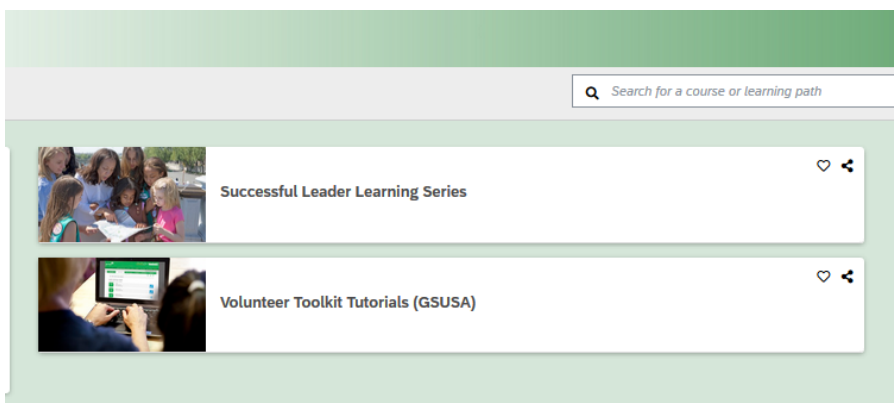 Search for a course or learning path
Successful Leader Learning Series
Volunteer Toolkit Tutorials (GSUSA)